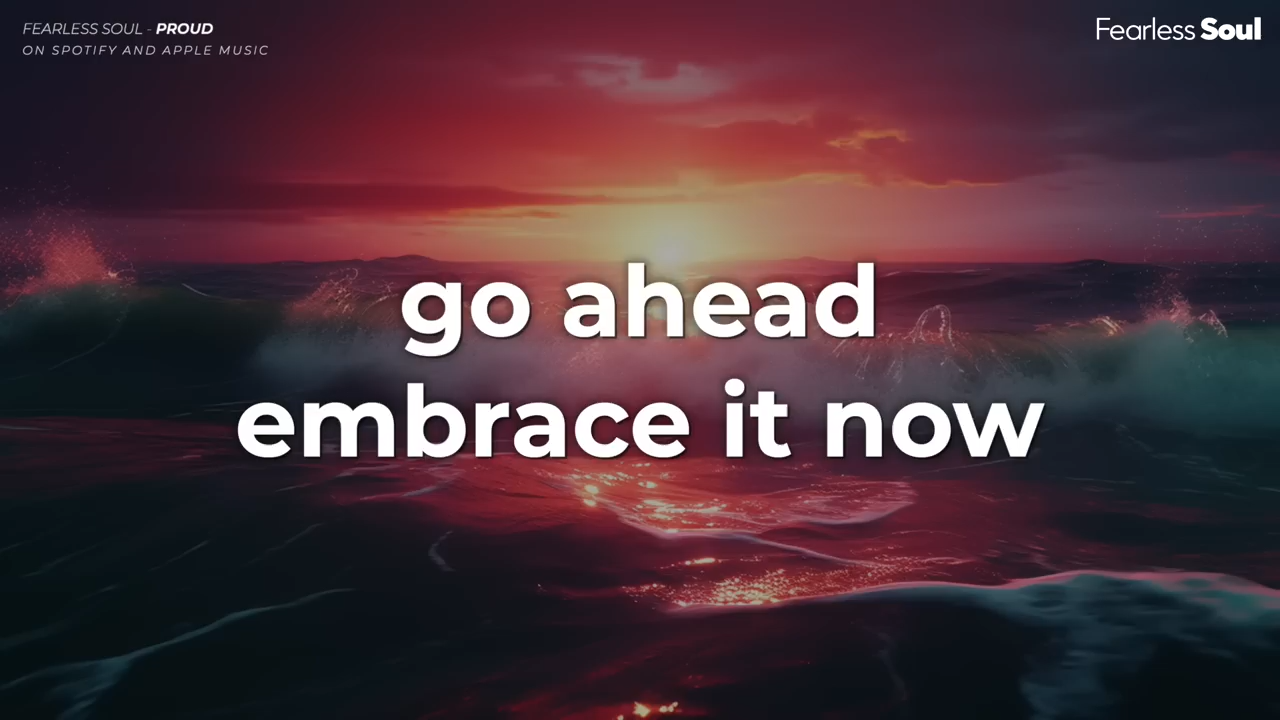 FEARLESS SOUL - PROUD
ON SPOTIFY AND APPLE MUSIC
Fearless Soul
go ahead
embrace it now